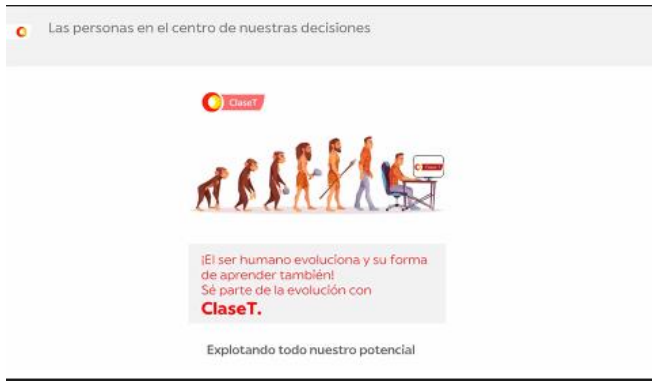 Las personas en el centro de nuestras decisiones
ClaseT
ClaseT
¡El ser humano evoluciona y su forma
de aprender también!
Sé parte de la evolución con
ClaseT.
Explotando todo nuestro potencial